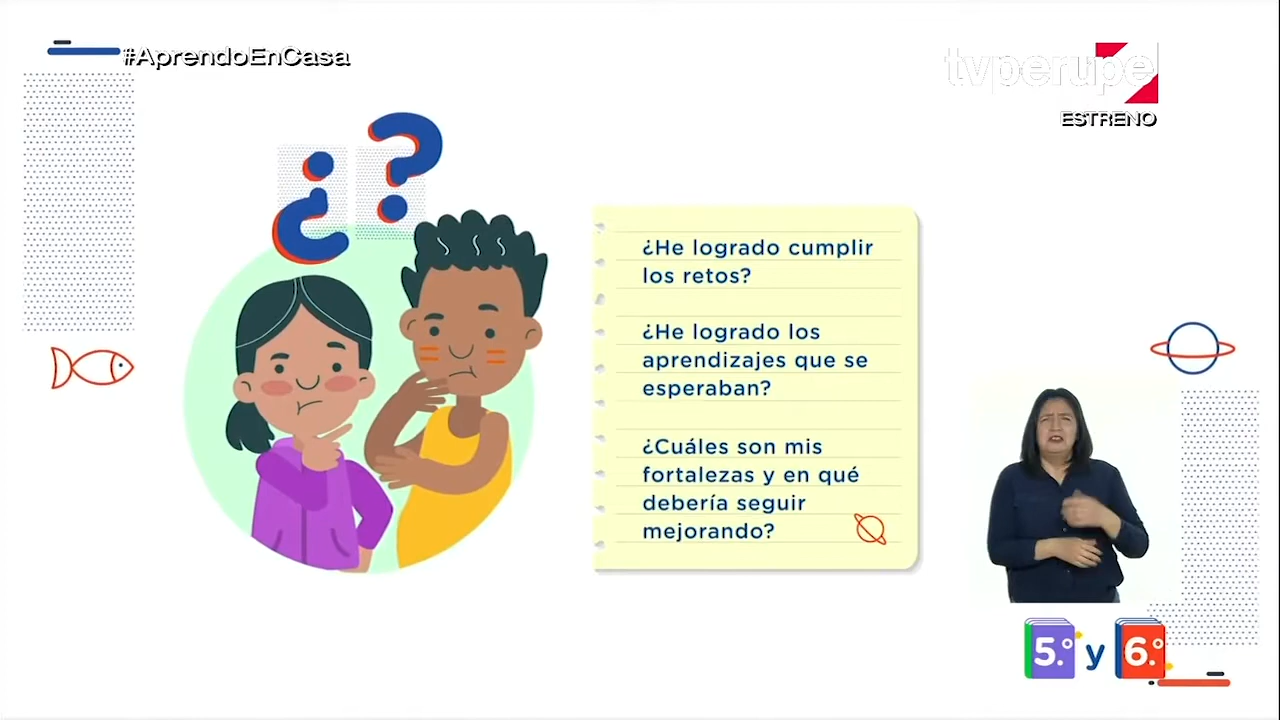 #AprendoEnCasa
tvperupe
ESTRENO
¿?
¿He logrado cumplir
los retos?
¿He logrado los
aprendizajes que se
esperaban?
¿Cuáles son mis
fortalezas y en qué
debería seguir
mejorando?
5.° y 6.°